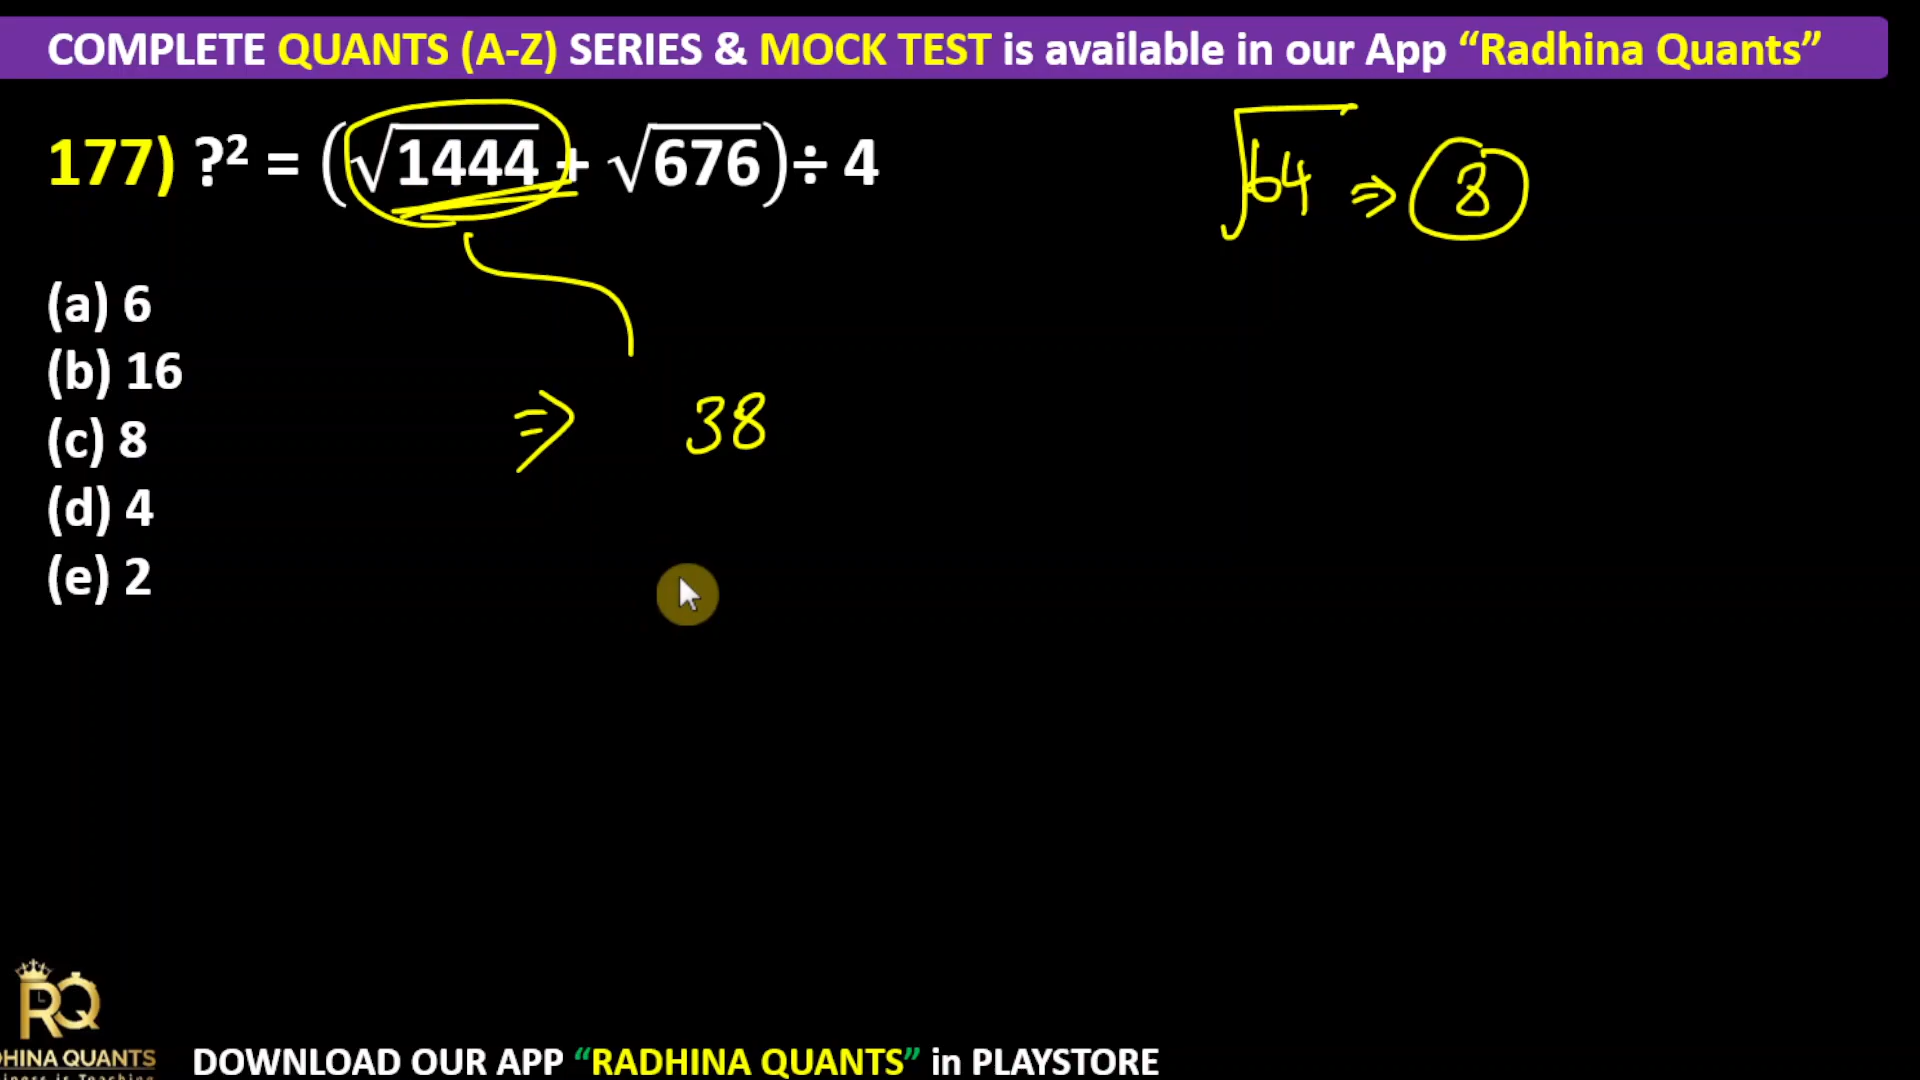 COMPLETE QUANTS (A-Z) SERIES & MOCK TEST is available in our App “Radhina Quants”
177) ?² = (√1444 + √676) ÷ 4
√64 ⇒ 8
(a) 6
(b) 16
(c) 8
⇒ 38
(d) 4
(e) 2
RQ
HINA QUANTS
DOWNLOAD OUR APP “RADHINA QUANTS” in PLAYSTORE